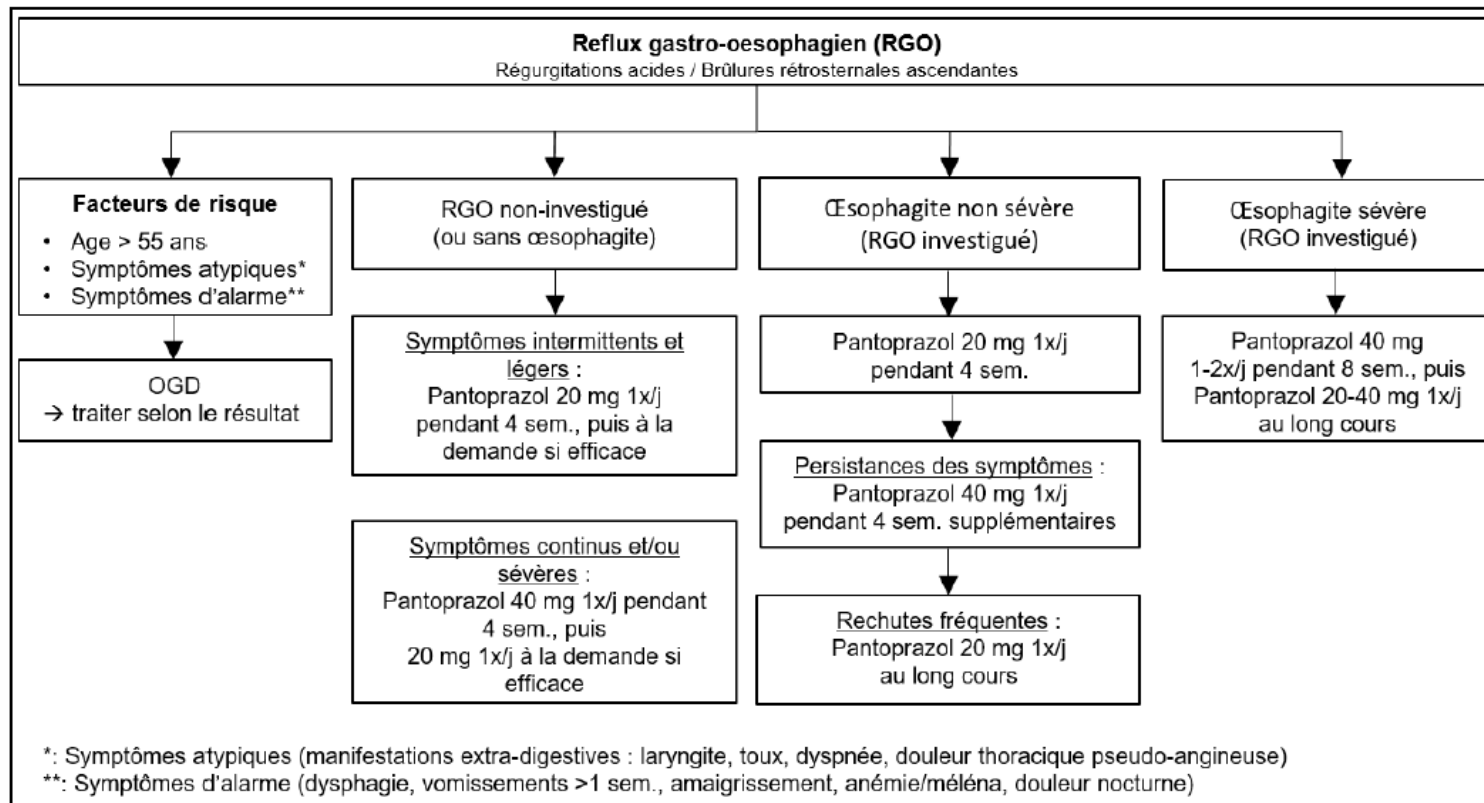 Reflux gastro-oesophagien (RGO)
Régurgitations acides / Brûlures rétrosternales ascendantes
Facteurs de risque
• Age > 55 ans
• Symptômes atypiques*
• Symptômes d'alarme**
OGD
→ traiter selon le résultat
RGO non-investigué
(ou sans œsophagite)
Symptômes intermittents et
légers :
Pantoprazol 20 mg 1x/j
pendant 4 sem., puis à la
demande si efficace
Symptômes continus et/ou
sévères :
Pantoprazol 40 mg 1x/j pendant
4 sem., puis
20 mg 1x/j à la demande si
efficace
Œsophagite non sévère
(RGO investigué)
Pantoprazol 20 mg 1x/j
pendant 4 sem.
Persistances des symptômes :
Pantoprazol 40 mg 1x/j
pendant 4 sem. supplémentaires
Rechutes fréquentes :
Pantoprazol 20 mg 1x/j
au long cours
Œsophagite sévère
(RGO investigué)
Pantoprazol 40 mg
1-2x/j pendant 8 sem., puis
Pantoprazol 20-40 mg 1x/j
au long cours
*: Symptômes atypiques (manifestations extra-digestives : laryngite, toux, dyspnée, douleur thoracique pseudo-angineuse)
**: Symptômes d'alarme (dysphagie, vomissements >1 sem., amaigrissement, anémie/méléna, douleur nocturne)